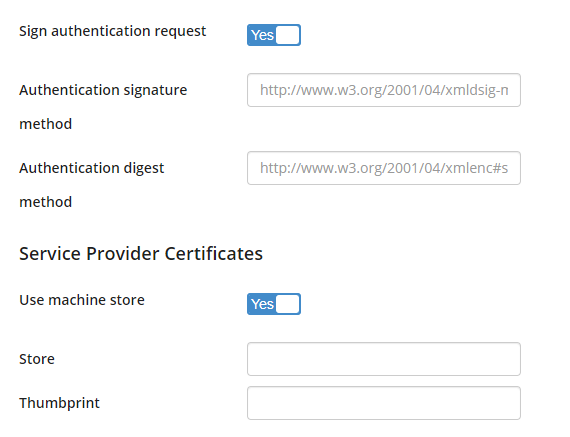 Sign authentication request
Yes
Authentication signature
http://www.w3.org/2001/04/xmldsig-n
method
Authentication digest
http://www.w3.org/2001/04/xmlenc#s
method
Service Provider Certificates
Use machine store
Yes
Store
Thumbprint